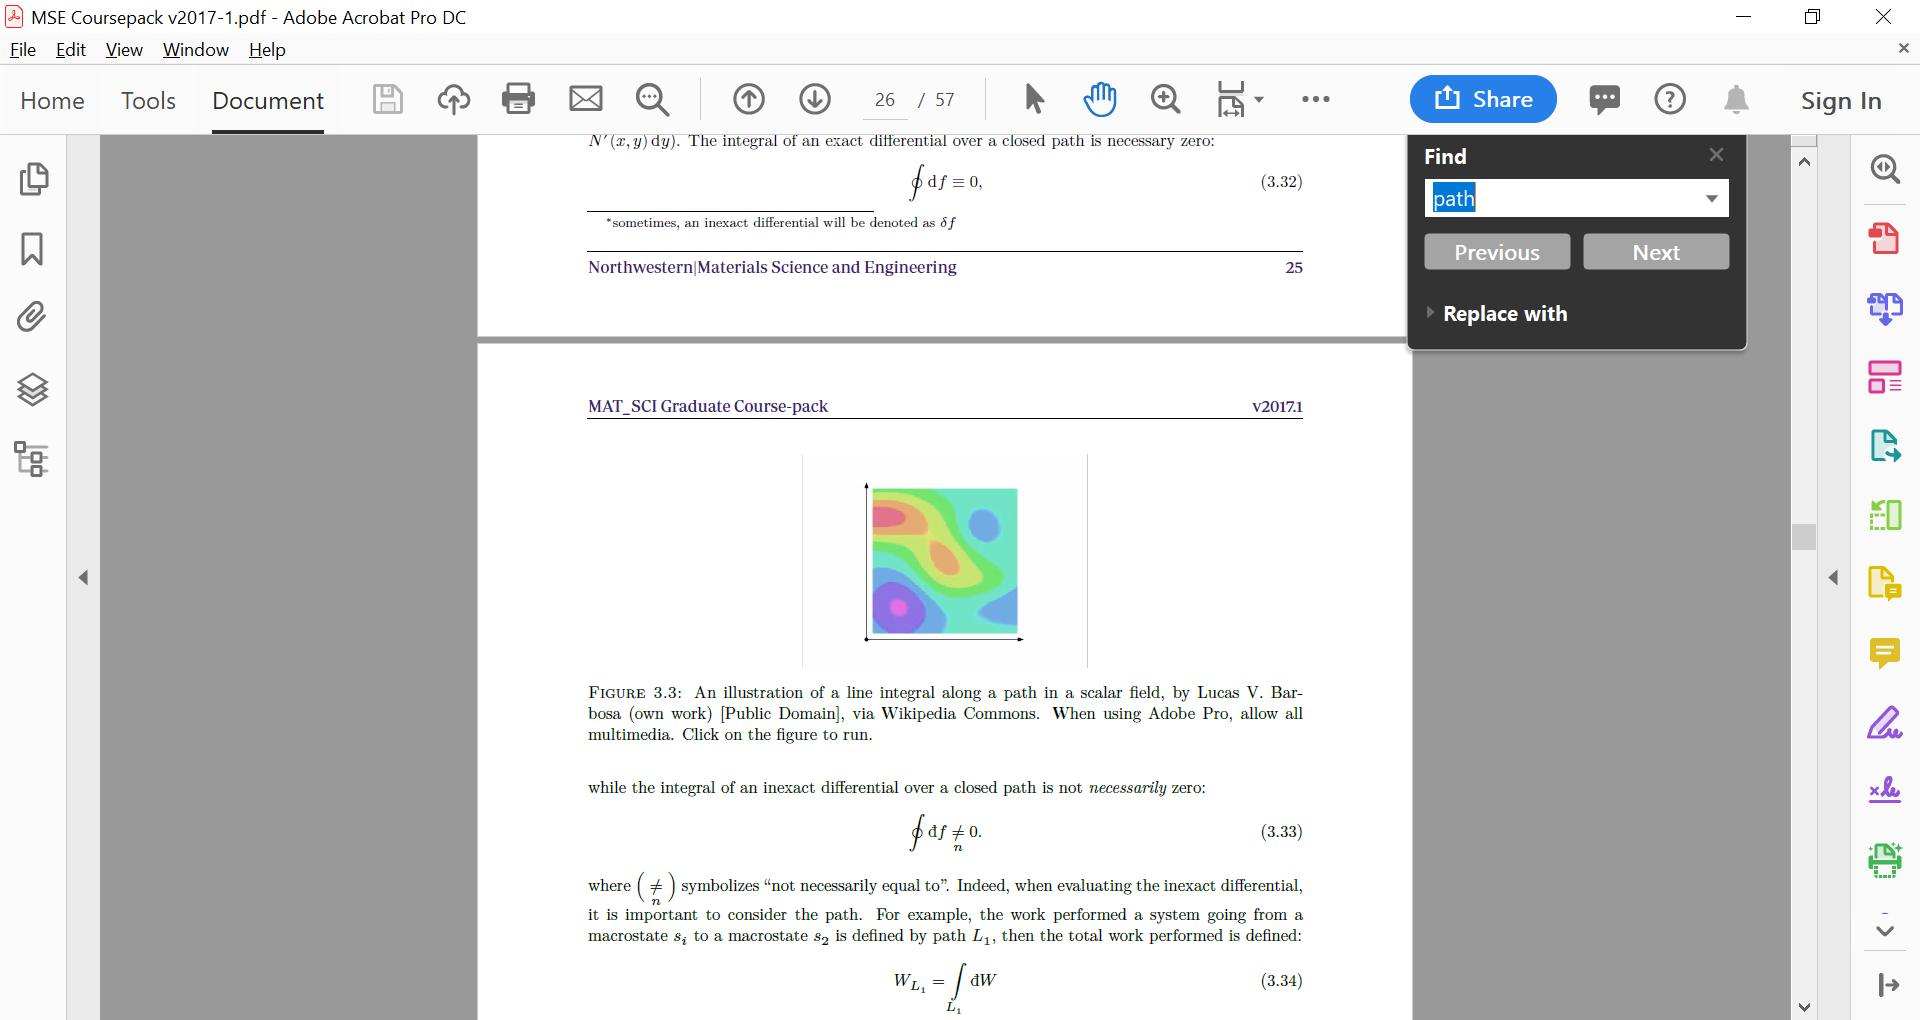 MSE Coursepack v2017-1.pdf - Adobe Acrobat Pro DC
File Edit View Window Help
Home Tools Document 26 / 57 Share Sign In
N′(x, y) dy). The integral of an exact differential over a closed path is necessary zero:
∮ df ≡ 0, (3.32)
*sometimes, an inexact differential will be denoted as δf
Northwestern|Materials Science and Engineering 25
Find
path
Previous Next
Replace with
MAT_SCI Graduate Course-pack v2017.1
FIGURE 3.3: An illustration of a line integral along a path in a scalar field, by Lucas V. Bar-
bosa (own work) [Public Domain], via Wikipedia Commons. When using Adobe Pro, allow all
multimedia. Click on the figure to run.
while the integral of an inexact differential over a closed path is not necessarily zero:
∮ đf ≠ 0. (3.33)
n
where (≠) symbolizes “not necessarily equal to”. Indeed, when evaluating the inexact differential,
n
it is important to consider the path. For example, the work performed a system going from a
macrostate si to a macrostate s2 is defined by path L1, then the total work performed is defined:
WL1 = ∫ đW (3.34)
L1